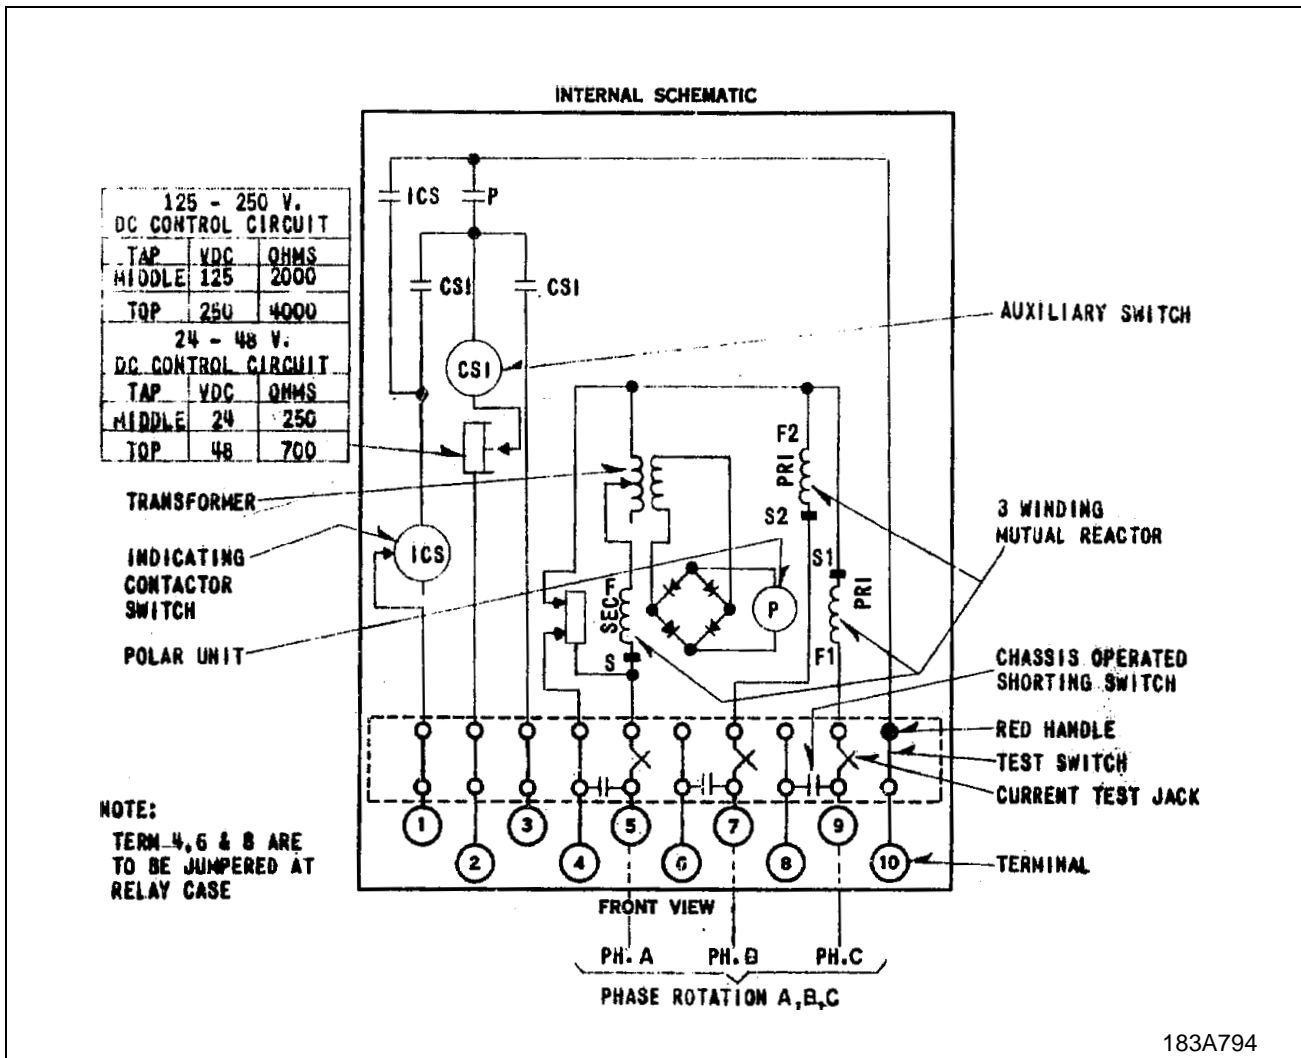 INTERNAL SCHEMATIC
125 - 250 V.
DC CONTROL CIRCUIT
TAP VDC OHMS
MIDDLE 125 2000
TOP 250 4000
24 - 48 V.
DC CONTROL CIRCUIT
TAP VDC OHMS
MIDDLE 24 250
TOP 48 700
ICS
P
CSI
CSI
CSI
AUXILIARY SWITCH
TRANSFORMER
INDICATING
CONTACTOR
SWITCH
ICS
POLAR UNIT
F
SEC
S
P
F2
PRI
S2
S1
PRI
F1
3 WINDING
MUTUAL REACTOR
CHASSIS OPERATED
SHORTING SWITCH
RED HANDLE
TEST SWITCH
CURRENT TEST JACK
TERMINAL
1
2
3
4
5
6
7
8
9
10
NOTE:
TERM 4,6 & 8 ARE
TO BE JUMPERED AT
RELAY CASE
FRONT VIEW
PH. A
PH. B
PH.C
PHASE ROTATION A,B,C
183A794